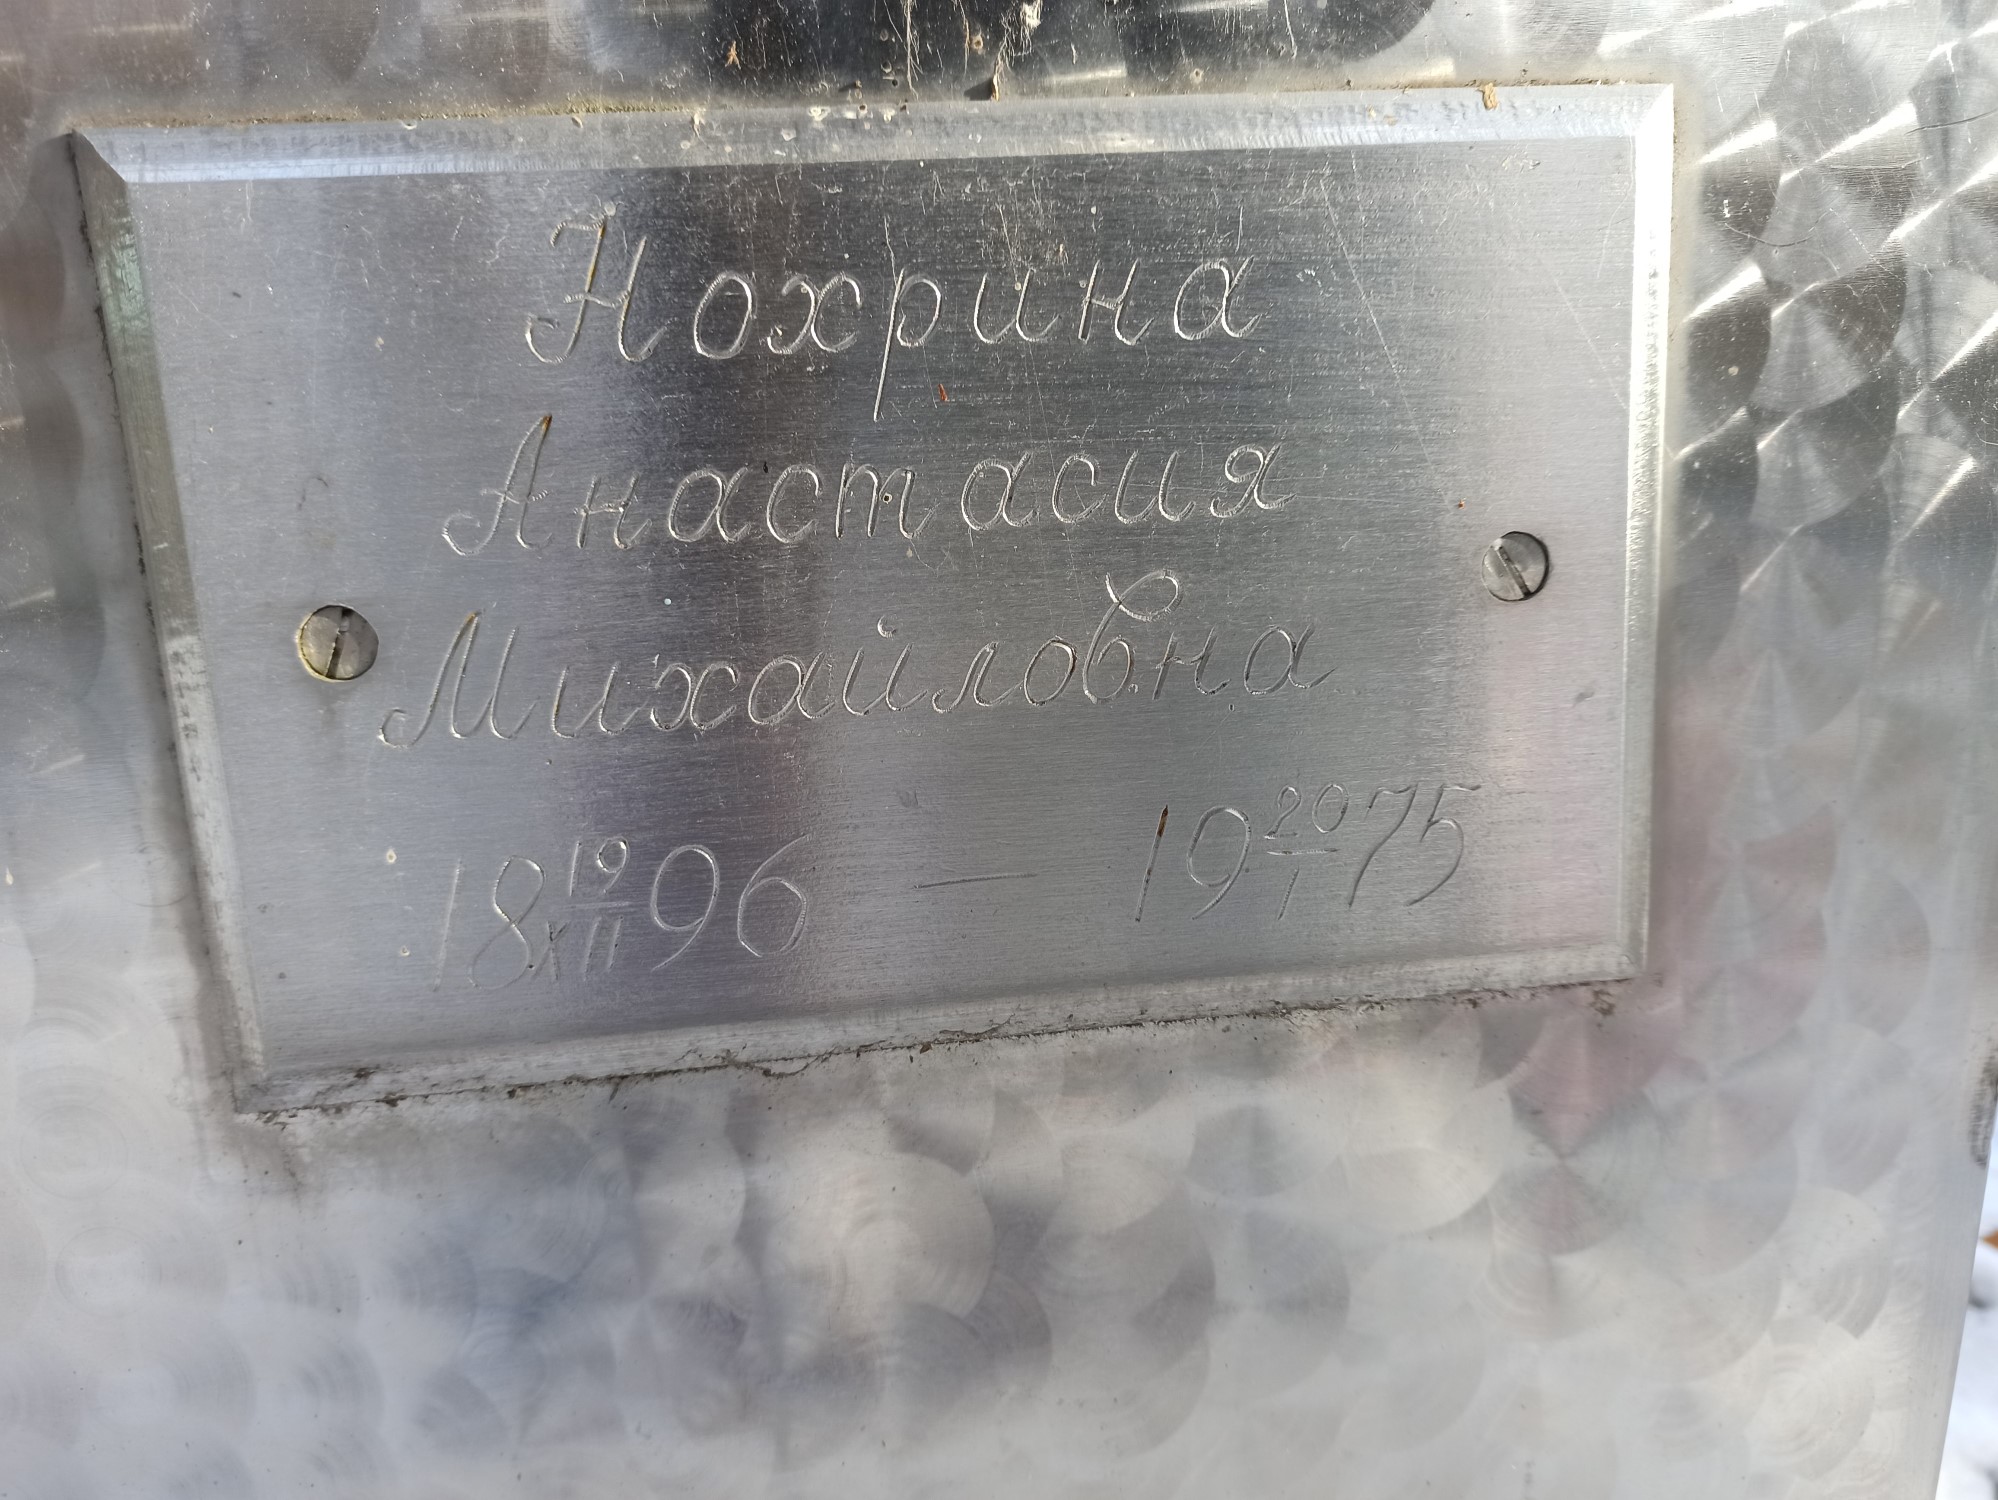 Нохрина
Анастасия
Михайловна
18 19/XII 96 — 19 20/I 75